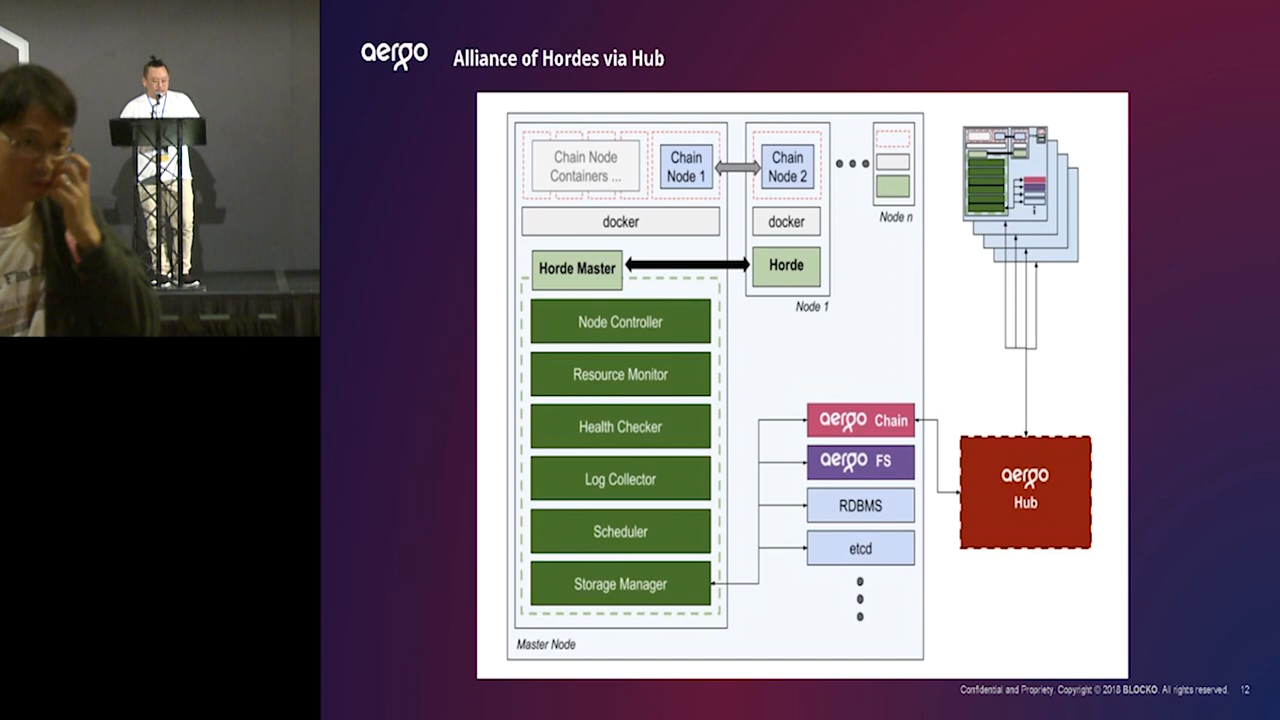 aergo
Alliance of Hordes via Hub
Chain Node
Containers ...
Chain
Node 1
Chain
Node 2
Node n
docker
docker
Horde Master
Horde
Node 1
Node Controller
Resource Monitor
Health Checker
Log Collector
Scheduler
Storage Manager
aergo Chain
aergo FS
RDBMS
etcd
aergo
Hub
Master Node
Confidential and Propriety. Copyright © 2018 BLOCKO. All rights reserved. 12